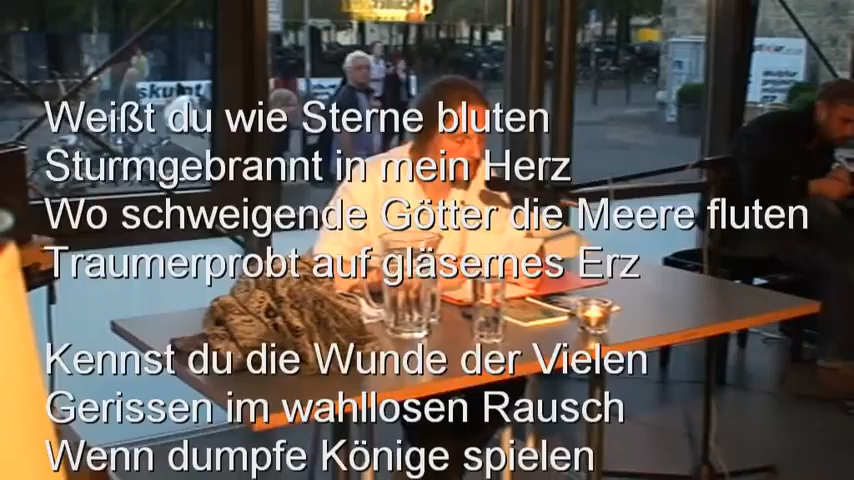 skulpt
Weißt du wie Sterne bluten
Sturmgebrannt in mein Herz
Wo schweigende Götter die Meere fluten
Traumerprobt auf gläsernes Erz
Kennst du die Wunde der Vielen
Gerissen im wahllosen Rausch
Wenn dumpfe Könige spielen